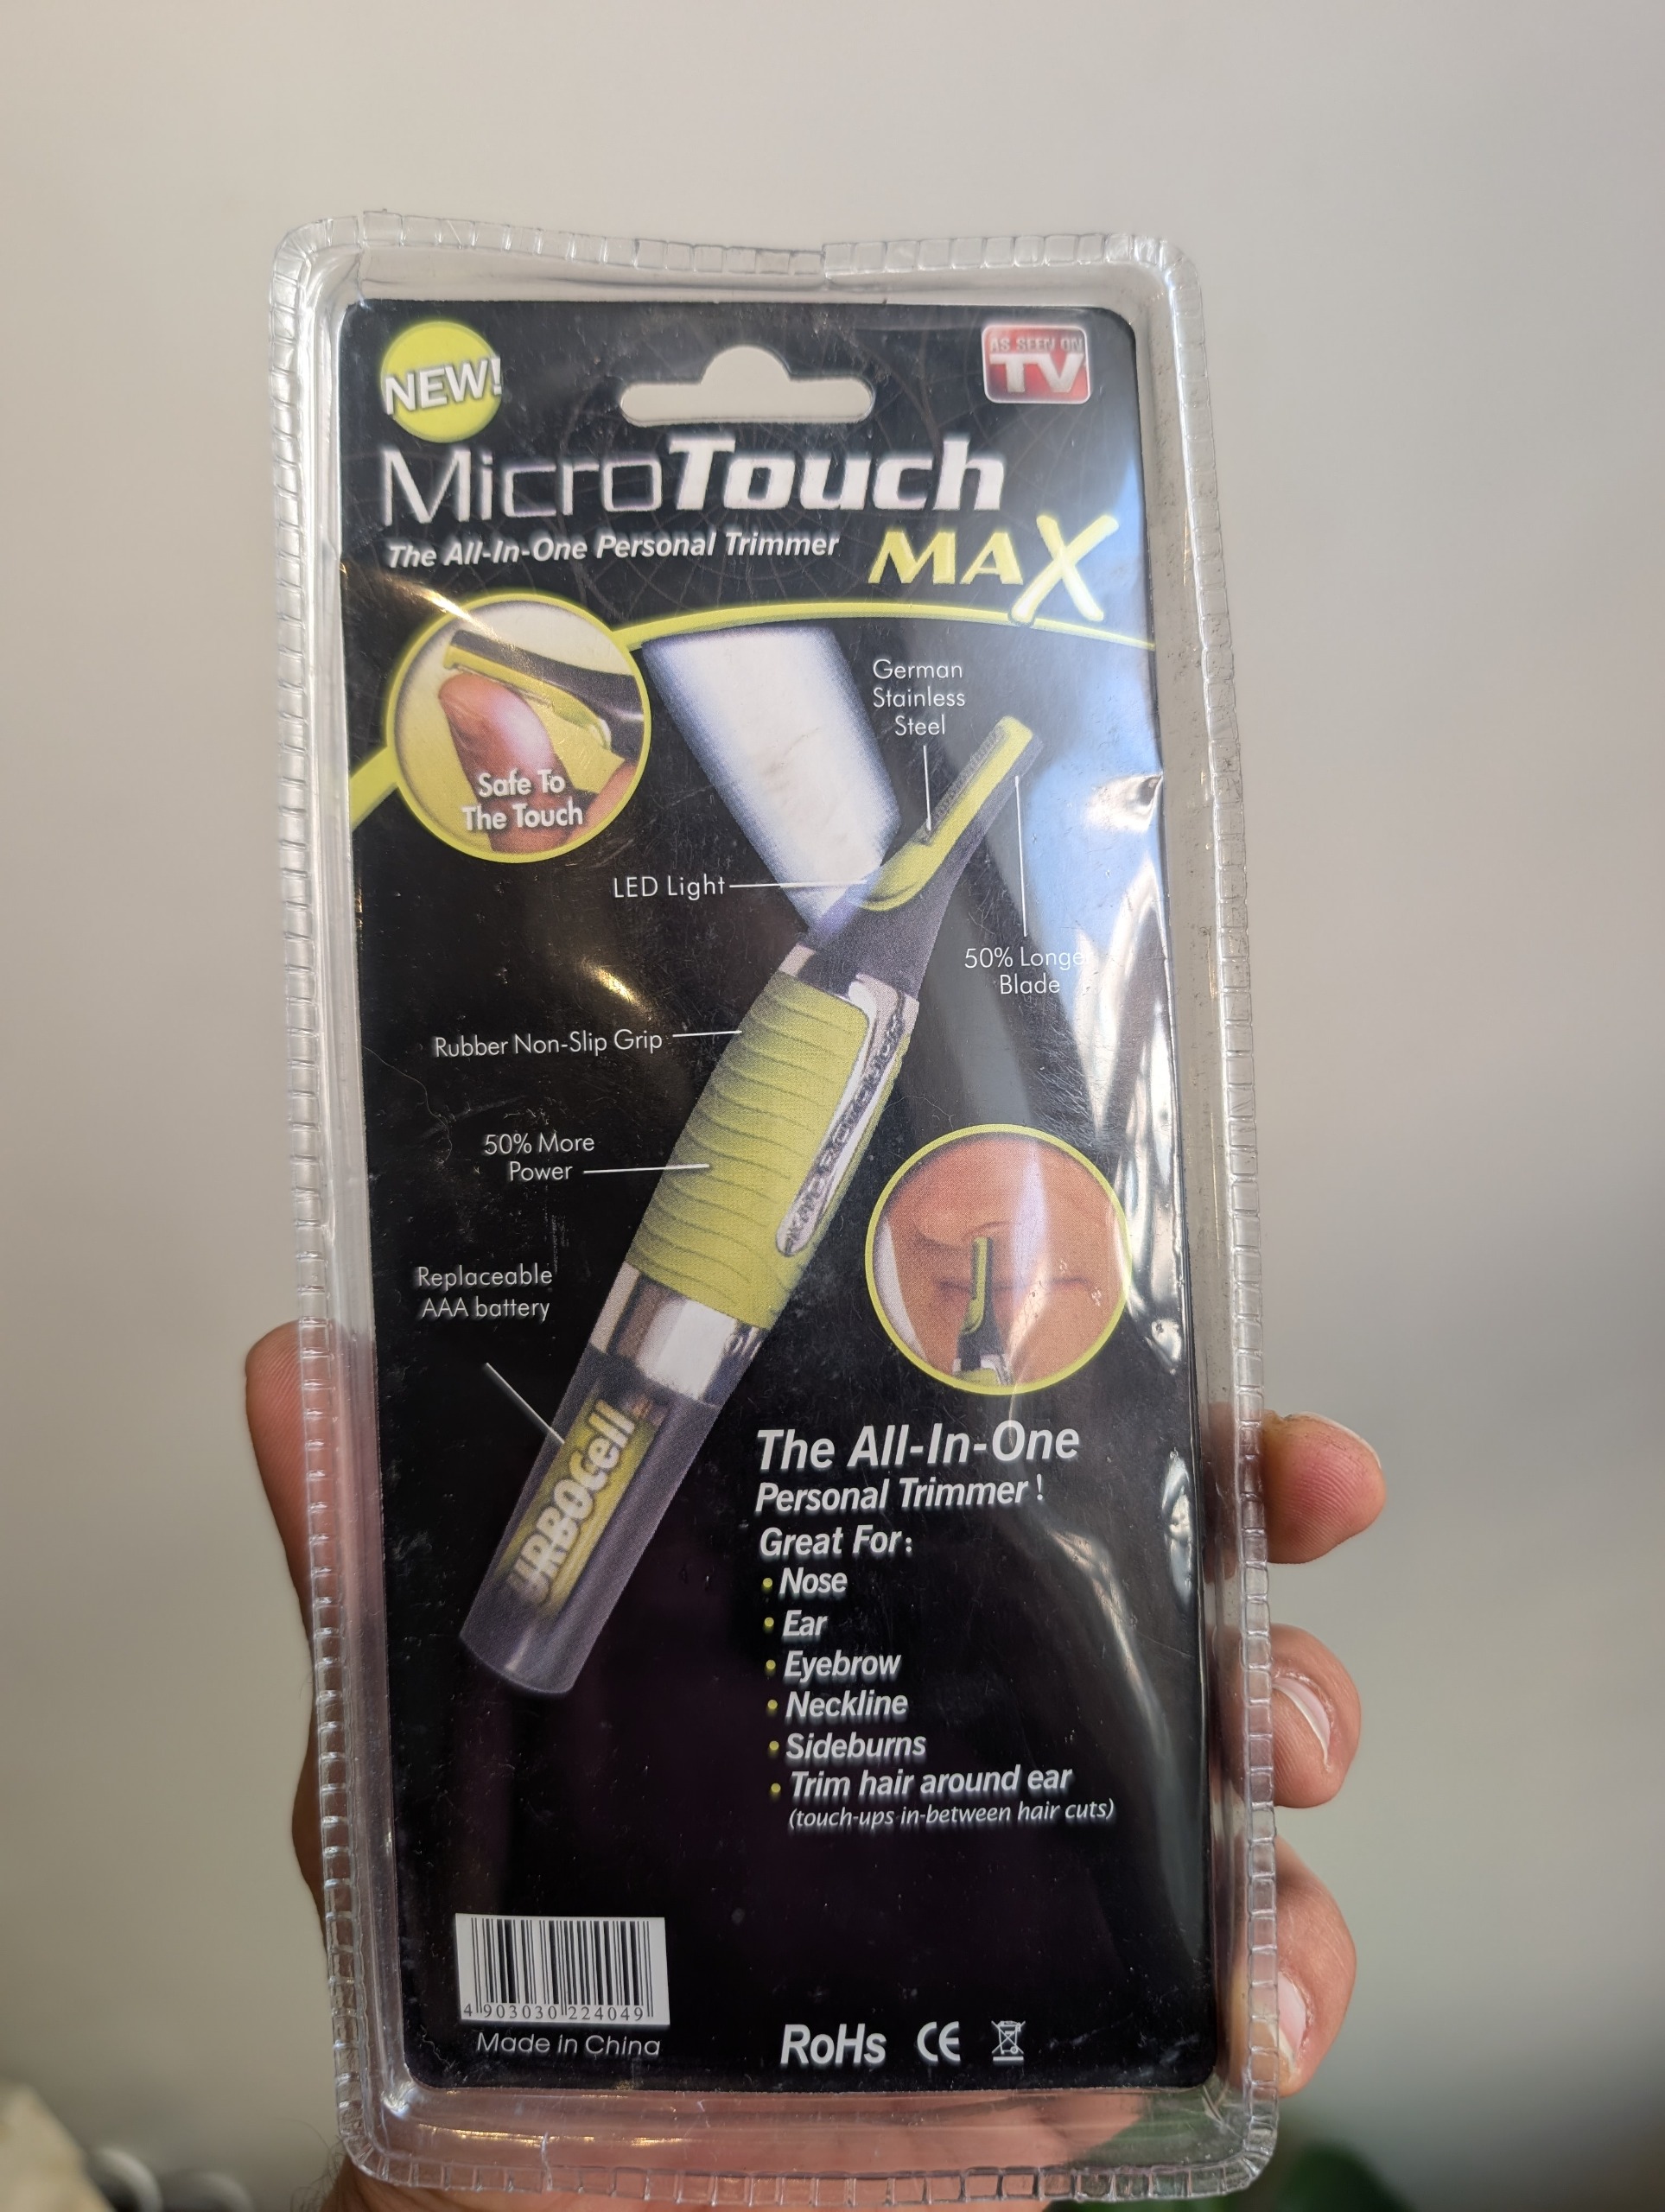 NEW!
AS SEEN ON
TV
MicroTouch
The All-In-One Personal Trimmer
MAX
German
Stainless
Steel
Safe To
The Touch
LED Light
50% Longe
Blade
Rubber Non-Slip Grip
50% More
Power
Replaceable
AAA battery
URBOCell
The All-In-One
Personal Trimmer!
Great For:
• Nose
• Ear
• Eyebrow
• Neckline
• Sideburns
• Trim hair around ear
(touch-ups in-between hair cuts)
4 903030 224049
Made in China
RoHs CE